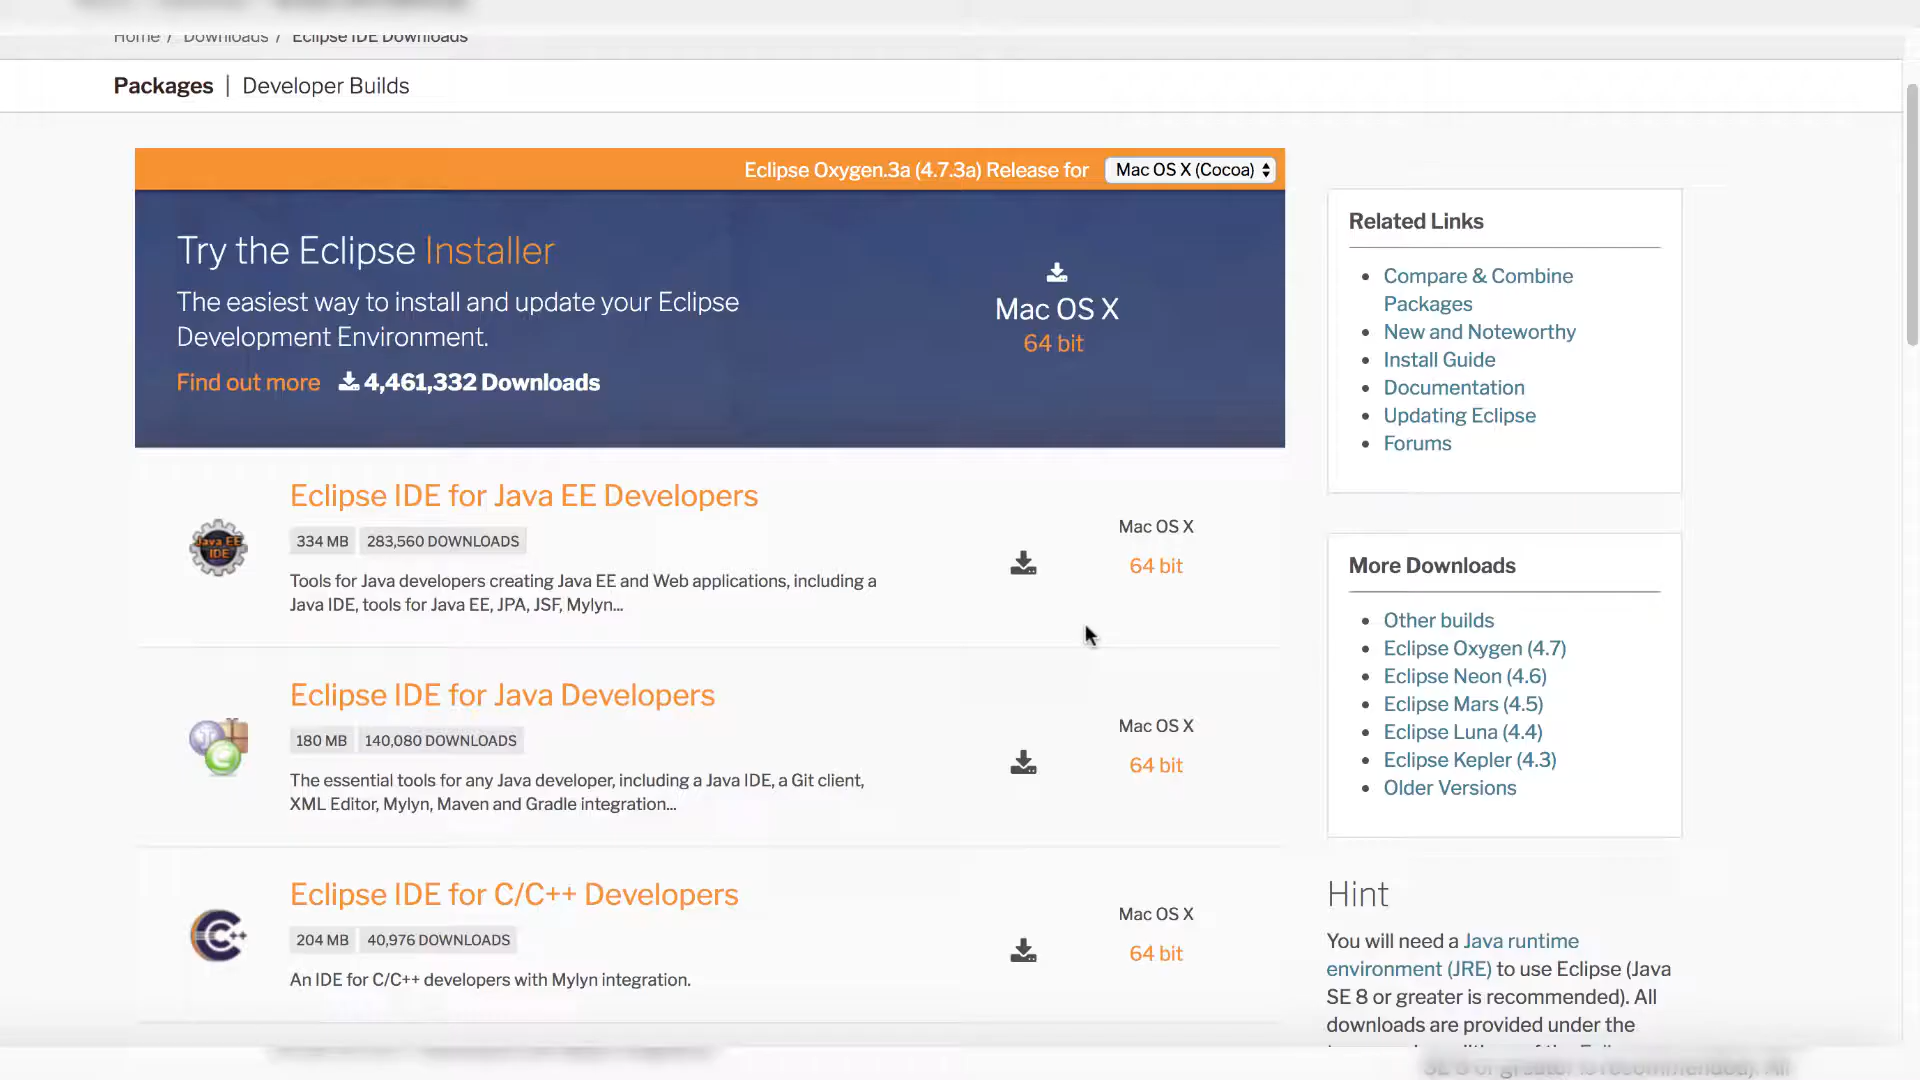 Home / Downloads / Eclipse IDE Downloads
Packages | Developer Builds
Eclipse Oxygen.3a (4.7.3a) Release for Mac OS X (Cocoa)
Try the Eclipse Installer
The easiest way to install and update your Eclipse
Development Environment.
Find out more 4,461,332 Downloads
Mac OS X
64 bit
Eclipse IDE for Java EE Developers
334 MB 283,560 DOWNLOADS
Tools for Java developers creating Java EE and Web applications, including a
Java IDE, tools for Java EE, JPA, JSF, Mylyn...
Java EE
IDE
Mac OS X
64 bit
Eclipse IDE for Java Developers
180 MB 140,080 DOWNLOADS
The essential tools for any Java developer, including a Java IDE, a Git client,
XML Editor, Mylyn, Maven and Gradle integration...
Mac OS X
64 bit
Eclipse IDE for C/C++ Developers
204 MB 40,976 DOWNLOADS
An IDE for C/C++ developers with Mylyn integration.
C++
Mac OS X
64 bit
Related Links
Compare & Combine
Packages
New and Noteworthy
Install Guide
Documentation
Updating Eclipse
Forums
More Downloads
Other builds
Eclipse Oxygen (4.7)
Eclipse Neon (4.6)
Eclipse Mars (4.5)
Eclipse Luna (4.4)
Eclipse Kepler (4.3)
Older Versions
Hint
You will need a Java runtime
environment (JRE) to use Eclipse (Java
SE 8 or greater is recommended). All
downloads are provided under the
SE 8 or greater is recommended). All